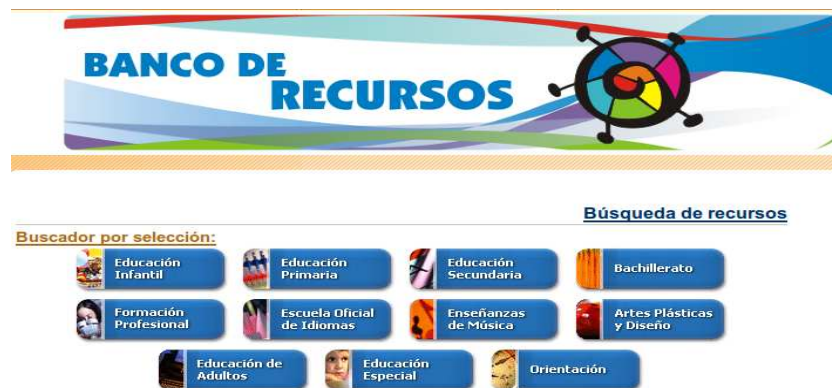 BANCO DE
RECURSOS
Búsqueda de recursos
Buscador por selección:
Educación
Infantil
Educación
Primaria
Educación
Secundaria
Bachillerato
Formación
Profesional
Escuela Oficial
de Idiomas
Enseñanzas
de Música
Artes Plásticas
y Diseño
Educación de
Adultos
Educación
Especial
Orientación